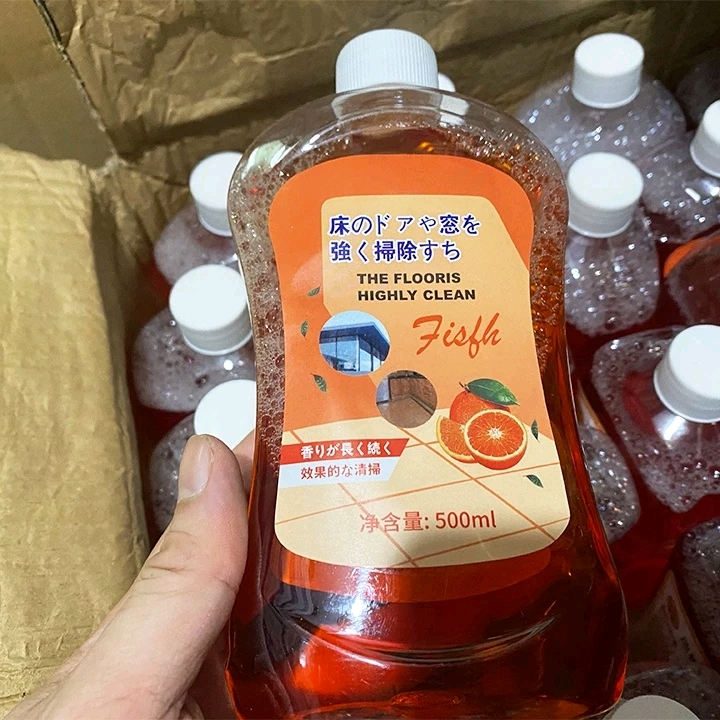 床のドアや窓を
強く掃除すち
THE FLOORIS
HIGHLY CLEAN
Fisfh
香りが長く続く
効果的な清掃
净含量: 500ml